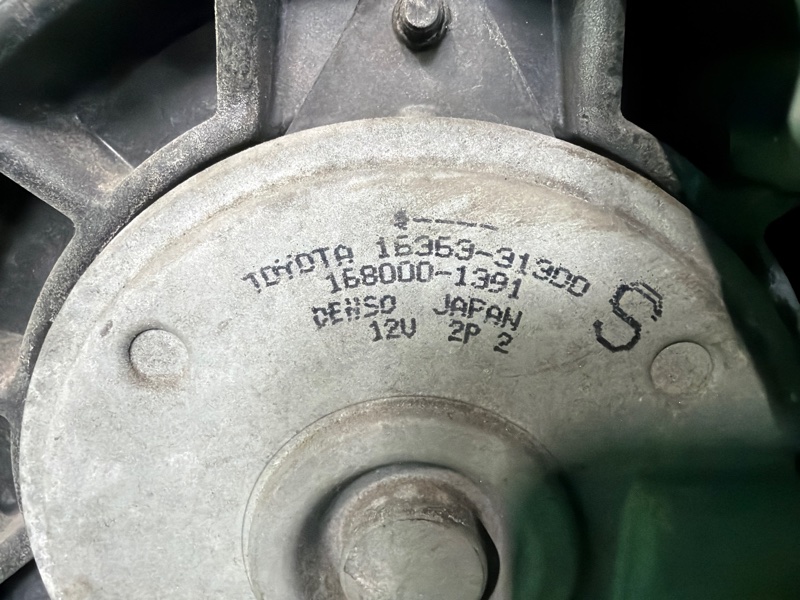 TOYOTA 16363-31300
168000-1391
DENSO JAPAN
12V 2P 2
S